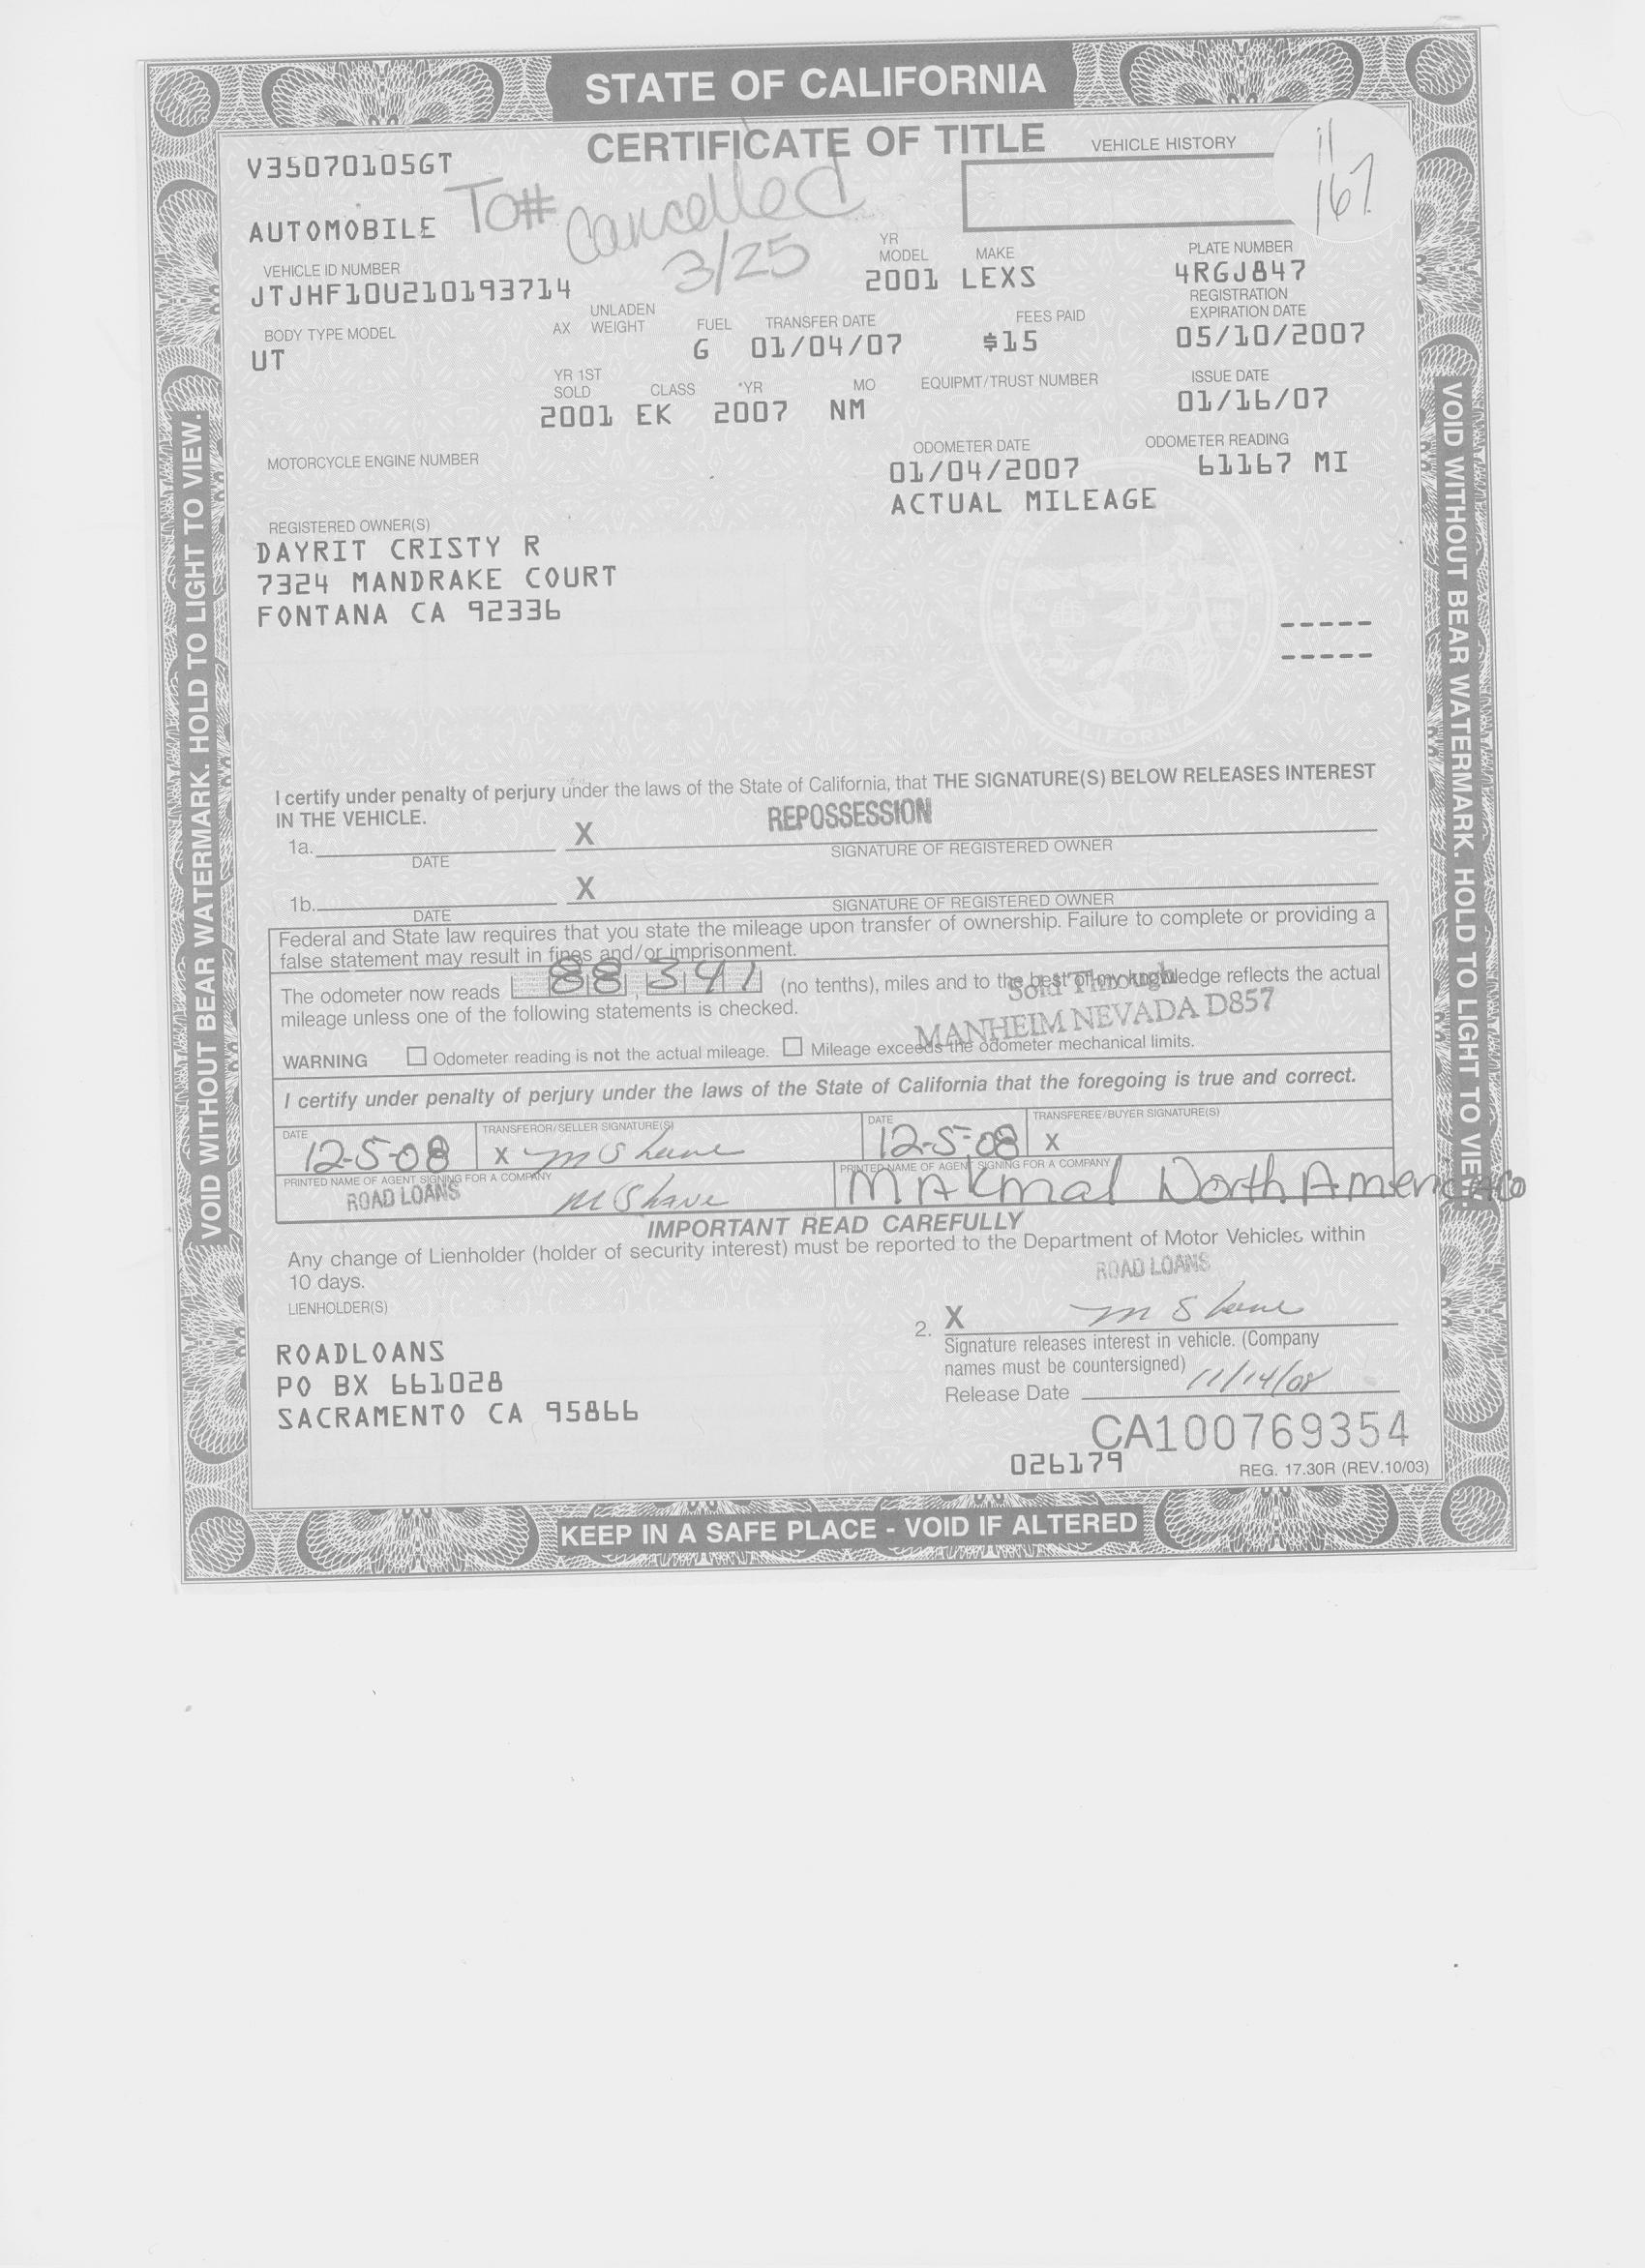 STATE OF CALIFORNIA
CERTIFICATE OF TITLE
VEHICLE HISTORY
11
167
V35070105GT
TO# Cancelled
3/25
AUTOMOBILE
VEHICLE ID NUMBER
YR MODEL
MAKE
PLATE NUMBER
JTJHF10U210193714
2001 LEXS
4RGJ847
BODY TYPE MODEL
AX
UNLADEN WEIGHT
FUEL
TRANSFER DATE
FEES PAID
REGISTRATION EXPIRATION DATE
UT
G 01/04/07
$15
05/10/2007
YR 1ST SOLD
CLASS
*YR
MO
EQUIPMT/TRUST NUMBER
ISSUE DATE
2001 EK 2007 NM
01/16/07
MOTORCYCLE ENGINE NUMBER
ODOMETER DATE
ODOMETER READING
01/04/2007
61167 MI
ACTUAL MILEAGE
REGISTERED OWNER(S)
DAYRIT CRISTY R
7324 MANDRAKE COURT
FONTANA CA 92336
-----
-----
CALIFORNIA
I certify under penalty of perjury under the laws of the State of California, that THE SIGNATURE(S) BELOW RELEASES INTEREST
IN THE VEHICLE.
REPOSSESSION
1a. X
DATE
SIGNATURE OF REGISTERED OWNER
1b. X
DATE
SIGNATURE OF REGISTERED OWNER
Federal and State law requires that you state the mileage upon transfer of ownership. Failure to complete or providing a
false statement may result in fines and/or imprisonment.
The odometer now reads 88,341 (no tenths), miles and to the best of my knowledge reflects the actual
mileage unless one of the following statements is checked.
Sold Through
MANHEIM NEVADA D857
WARNING Odometer reading is not the actual mileage. Mileage exceeds the odometer mechanical limits.
I certify under penalty of perjury under the laws of the State of California that the foregoing is true and correct.
DATE
TRANSFEROR/SELLER SIGNATURE(S)
DATE
TRANSFEREE/BUYER SIGNATURE(S)
12-5-08
X M Shane
12-5-08
X
PRINTED NAME OF AGENT SIGNING FOR A COMPANY
PRINTED NAME OF AGENT SIGNING FOR A COMPANY
ROAD LOANS M Shane
Makmal North America Co
IMPORTANT READ CAREFULLY
Any change of Lienholder (holder of security interest) must be reported to the Department of Motor Vehicles within
10 days.
ROAD LOANS
LIENHOLDER(S)
2. X M Shane
ROADLOANS
PO BX 661028
SACRAMENTO CA 95866
Signature releases interest in vehicle. (Company
names must be countersigned)
Release Date 11/14/08
CA100769354
026179
REG. 17.30R (REV.10/03)
KEEP IN A SAFE PLACE - VOID IF ALTERED
VOID WITHOUT BEAR WATERMARK. HOLD TO LIGHT TO VIEW.
VOID WITHOUT BEAR WATERMARK. HOLD TO LIGHT TO VIEW.